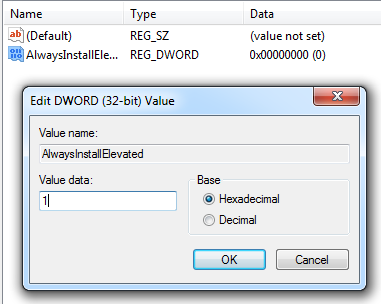 Name Type Data
(Default) REG_SZ (value not set)
AlwaysInstallEle... REG_DWORD 0x00000000 (0)
Edit DWORD (32-bit) Value
Value name:
AlwaysInstallElevated
Value data: Base
1 Hexadecimal
Decimal
OK Cancel